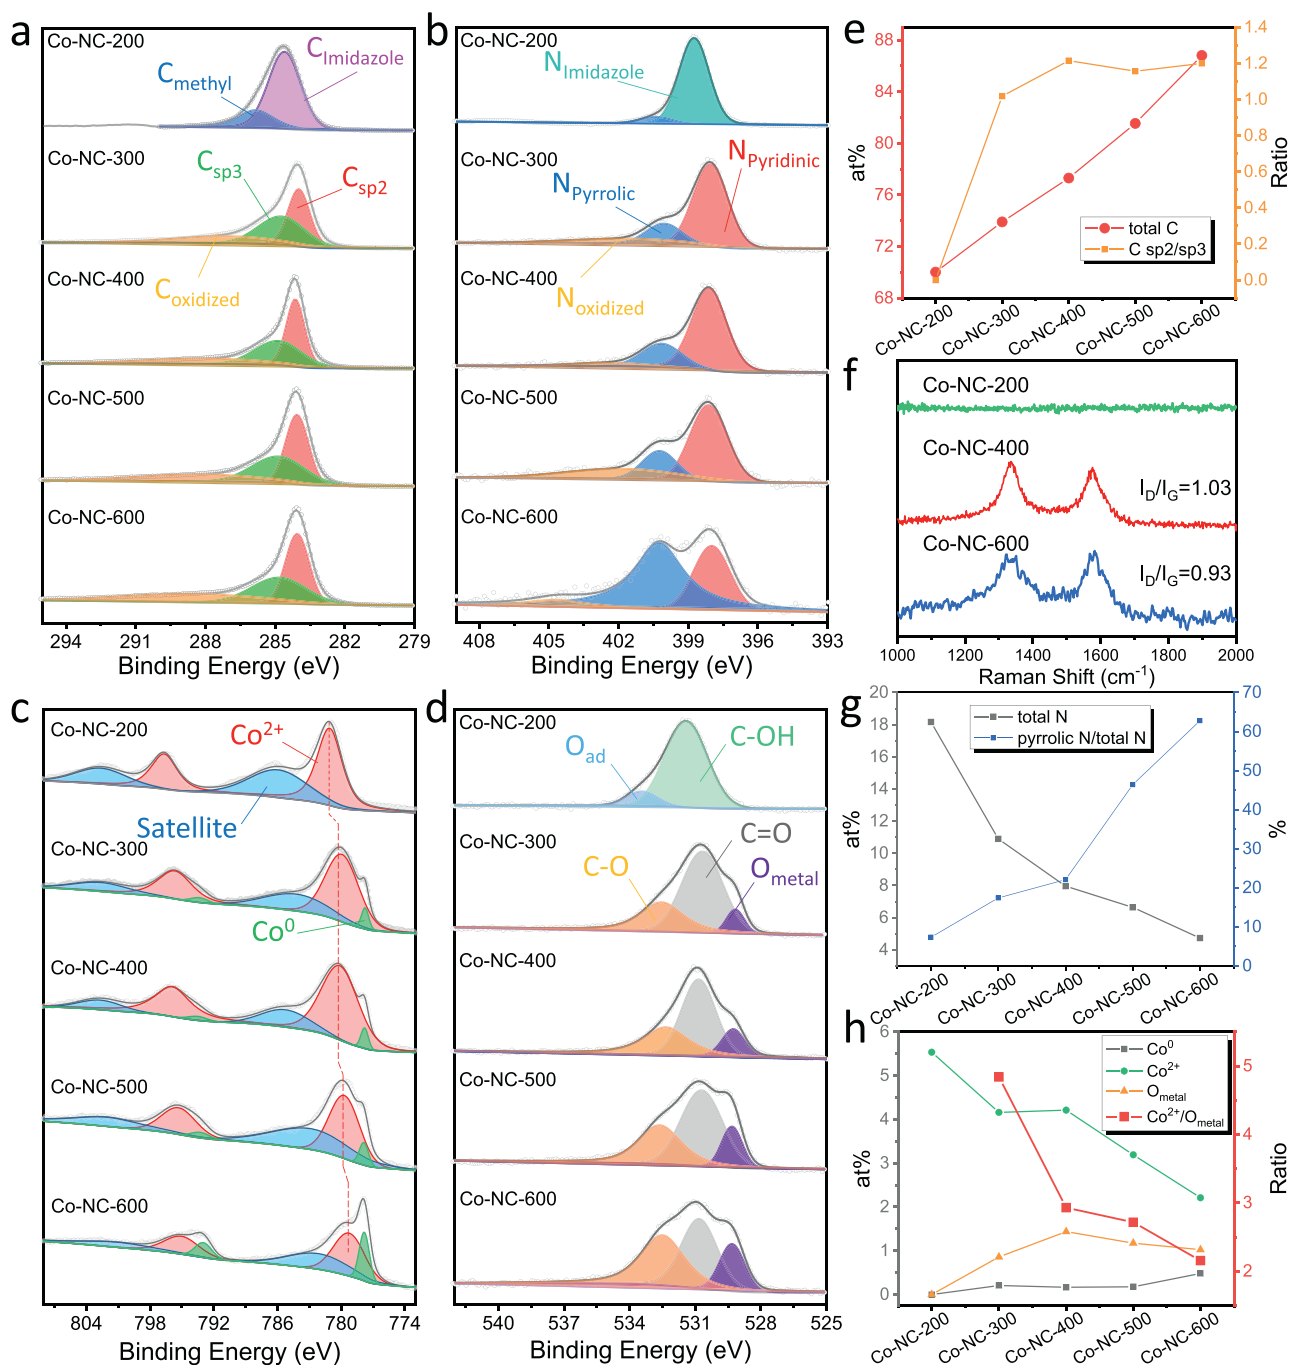 a
Co-NC-200
C_methyl
C_Imidazole
Co-NC-300
C_sp3
C_sp2
C_oxidized
Co-NC-400
Co-NC-500
Co-NC-600
294 291 288 285 282 279
Binding Energy (eV)
b
Co-NC-200
N_Imidazole
Co-NC-300
N_Pyridinic
N_Pyrrolic
Co-NC-400
N_oxidized
Co-NC-500
Co-NC-600
408 405 402 399 396 393
Binding Energy (eV)
e
88
84
80
76
72
68
at%
1.4
1.2
1.0
0.8
0.6
0.4
0.2
0.0
Ratio
total C
C sp2/sp3
Co-NC-200 Co-NC-300 Co-NC-400 Co-NC-500 Co-NC-600
f
Co-NC-200
Co-NC-400
I_D/I_G=1.03
Co-NC-600
I_D/I_G=0.93
1000 1200 1400 1600 1800 2000
Raman Shift (cm⁻¹)
c
Co-NC-200
Co²⁺
Satellite
Co-NC-300
Co⁰
Co-NC-400
Co-NC-500
Co-NC-600
804 798 792 786 780 774
Binding Energy (eV)
d
Co-NC-200
O_ad
C-OH
Co-NC-300
C=O
C-O
O_metal
Co-NC-400
Co-NC-500
Co-NC-600
540 537 534 531 528 525
Binding Energy (eV)
g
20
18
16
14
12
10
8
6
4
at%
70
60
50
40
30
20
10
0
%
total N
pyrrolic N/total N
Co-NC-200 Co-NC-300 Co-NC-400 Co-NC-500 Co-NC-600
h
6
5
4
3
2
1
0
at%
5
4
3
2
Ratio
Co⁰
Co²⁺
O_metal
Co²⁺/O_metal
Co-NC-200 Co-NC-300 Co-NC-400 Co-NC-500 Co-NC-600